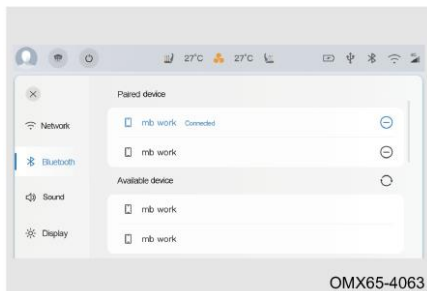 27°C 27°C
Paired device
mb work Connected
Network
mb work
Bluetooth
Available device
Sound
mb work
Display
mb work
OMX65-4063